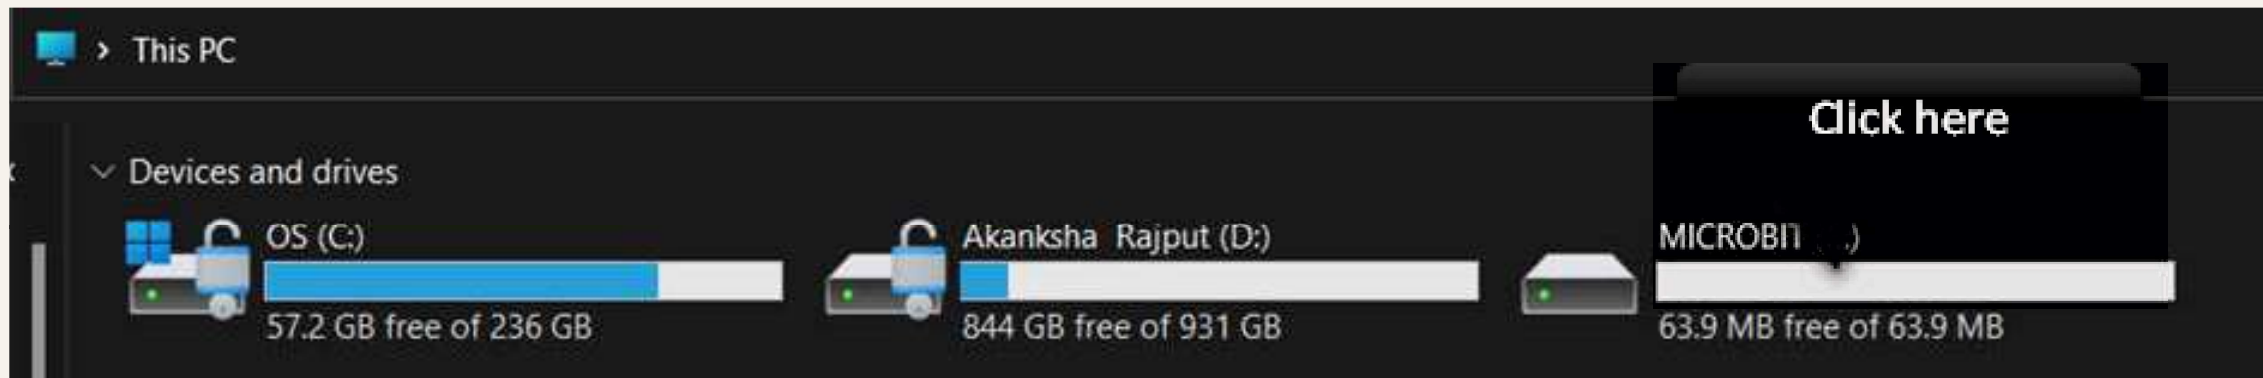 This PC
Click here
Devices and drives
OS (C:)
Akanksha Rajput (D:)
MICROBIT
57.2 GB free of 236 GB
844 GB free of 931 GB
63.9 MB free of 63.9 MB